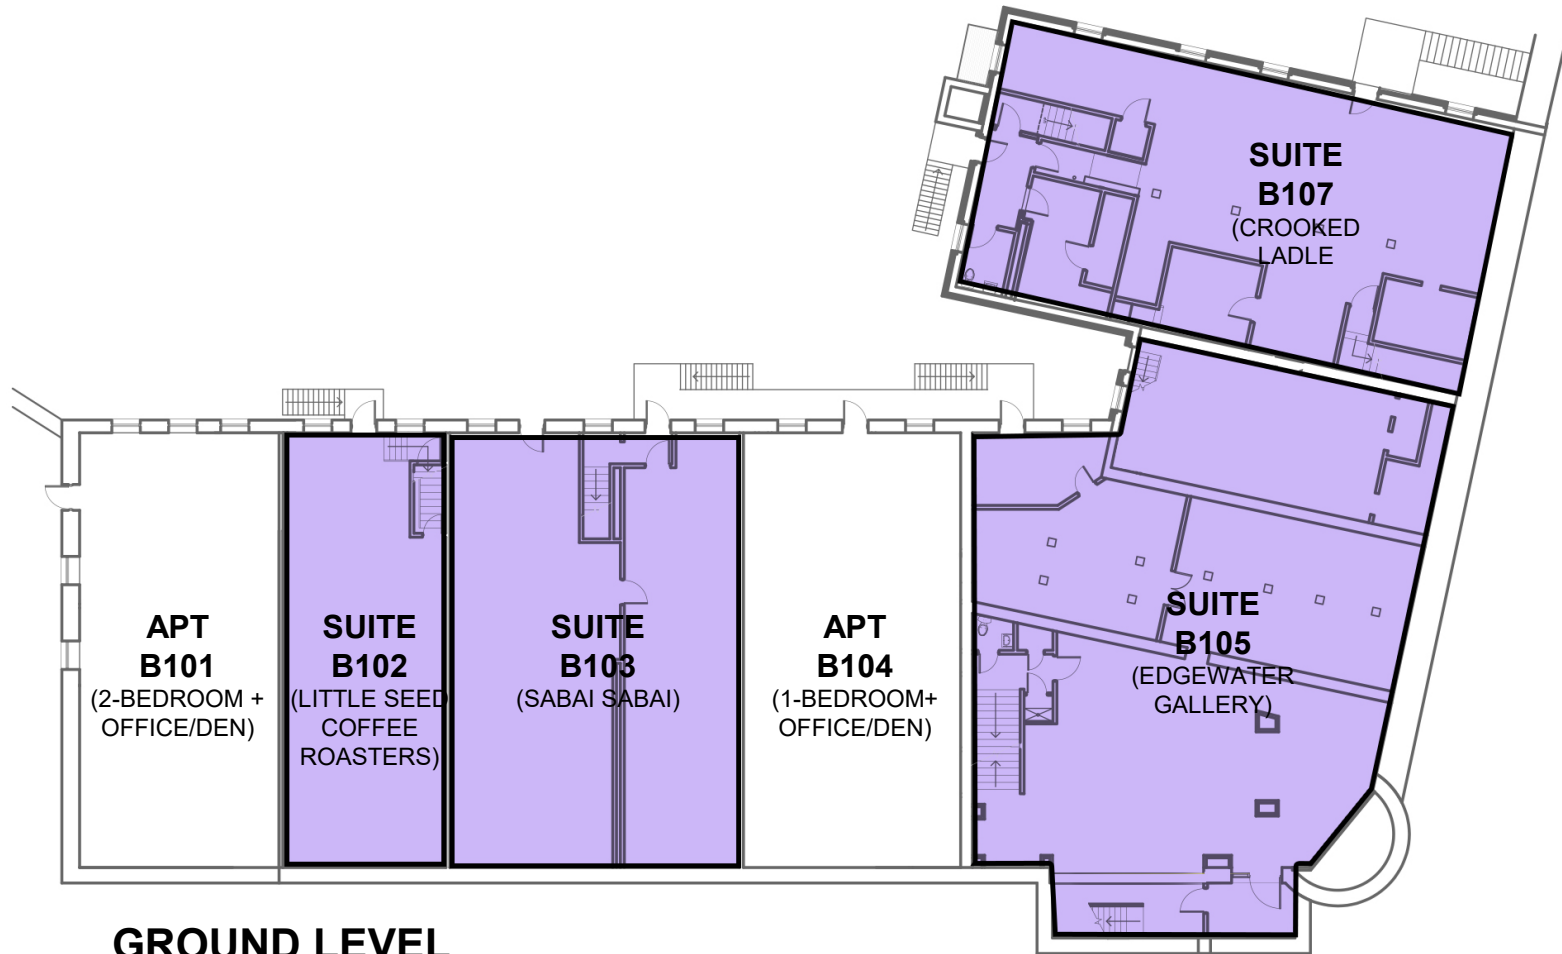 SUITE
B107
(CROOKED
LADLE
APT
B101
(2-BEDROOM +
OFFICE/DEN)
SUITE
B102
(LITTLE SEED
COFFEE
ROASTERS)
SUITE
B103
(SABAI SABAI)
APT
B104
(1-BEDROOM+
OFFICE/DEN)
SUITE
B105
(EDGEWATER
GALLERY)
GROUND LEVEL